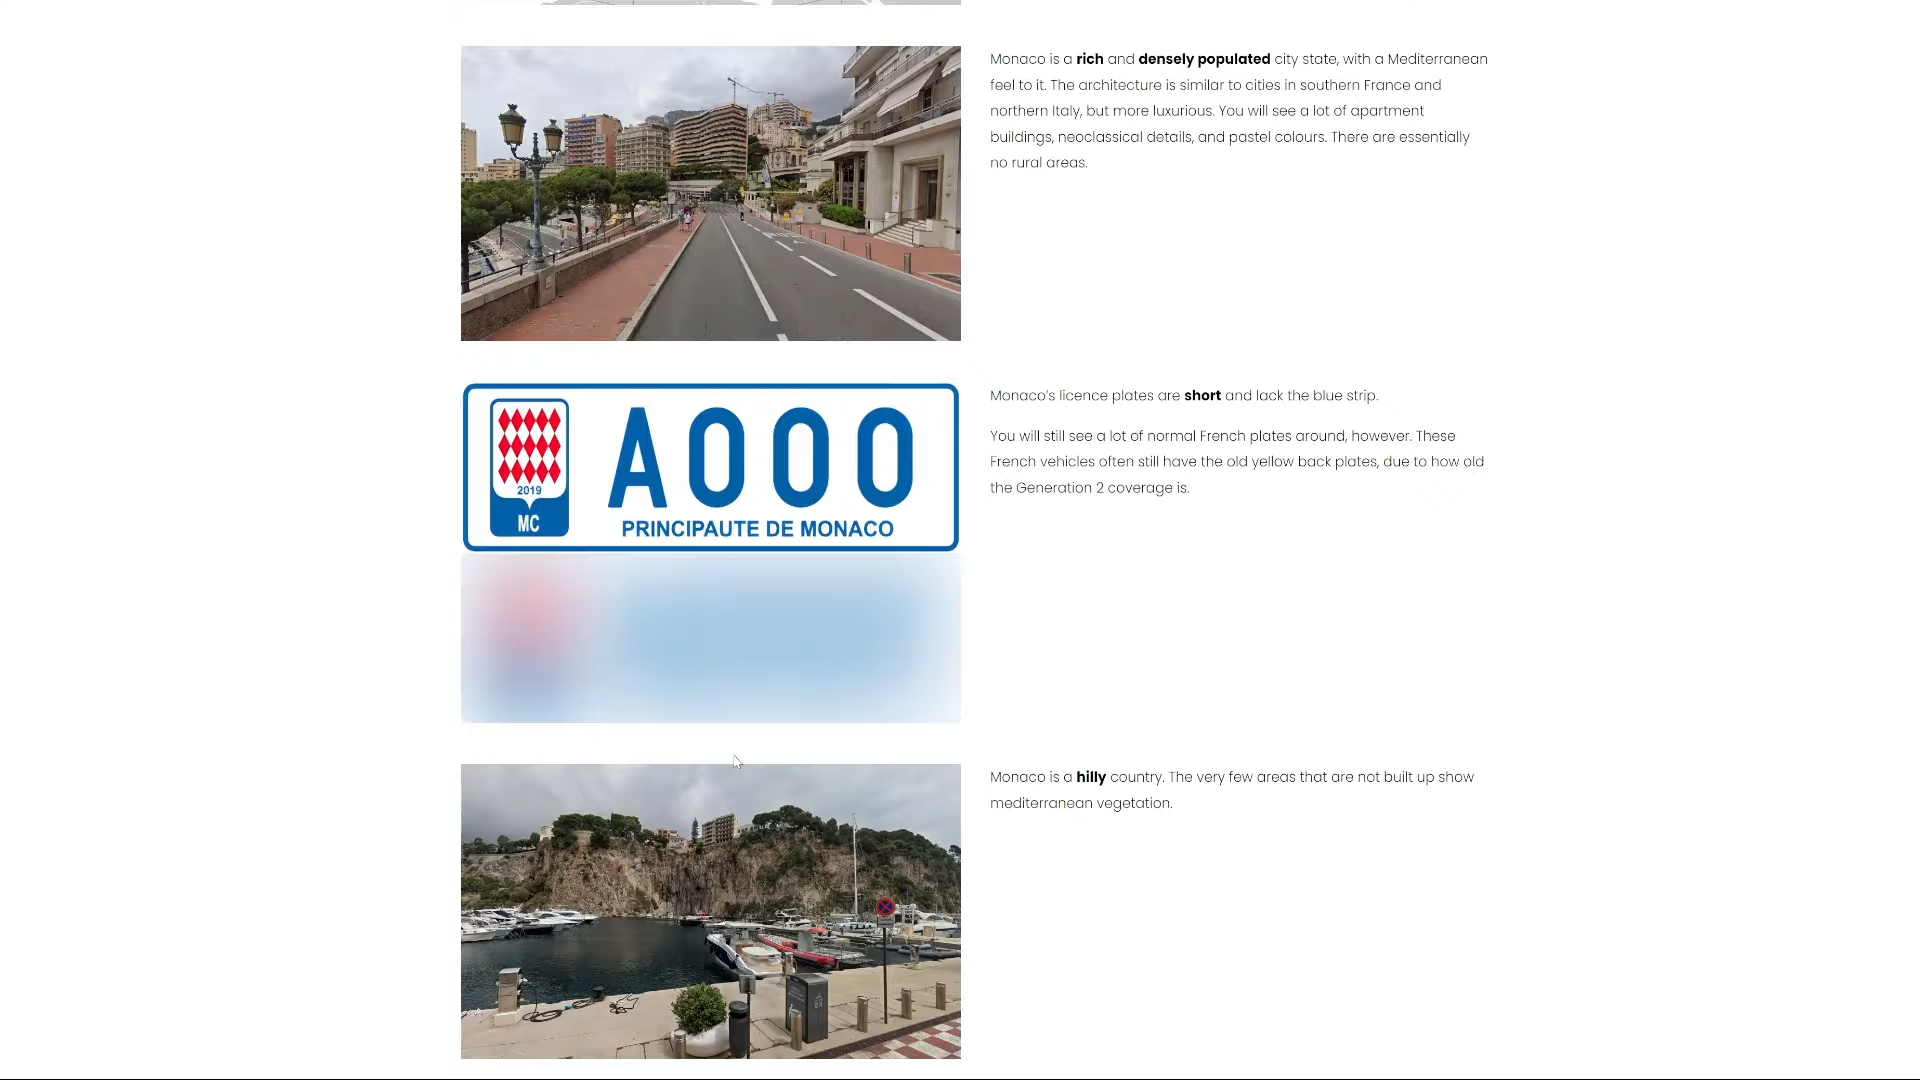 Monaco is a rich and densely populated city state, with a Mediterranean
feel to it. The architecture is similar to cities in southern France and
northern Italy, but more luxurious. You will see a lot of apartment
buildings, neoclassical details, and pastel colours. There are essentially
no rural areas.
2019
MC
A000
PRINCIPAUTE DE MONACO
Monaco’s licence plates are short and lack the blue strip.
You will still see a lot of normal French plates around, however. These
French vehicles often still have the old yellow back plates, due to how old
the Generation 2 coverage is.
Monaco is a hilly country. The very few areas that are not built up show
mediterranean vegetation.